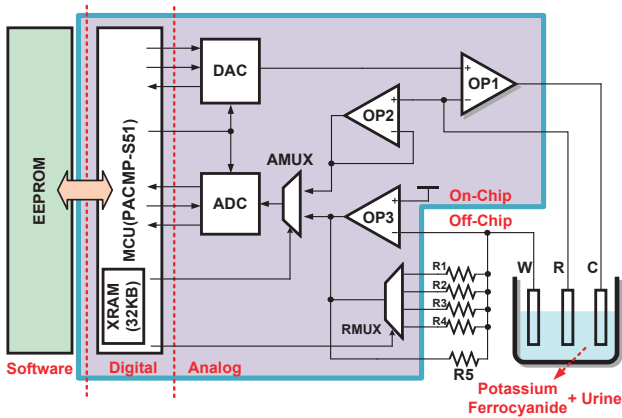 EEPROM
MCU(PACMP-S51)
XRAM
(32KB)
DAC
ADC
AMUX
OP1
+
−
OP2
+
−
OP3
+
−
On-Chip
Off-Chip
RMUX
R1
R2
R3
R4
R5
W
R
C
Software
Digital
Analog
Potassium
Ferrocyanide + Urine